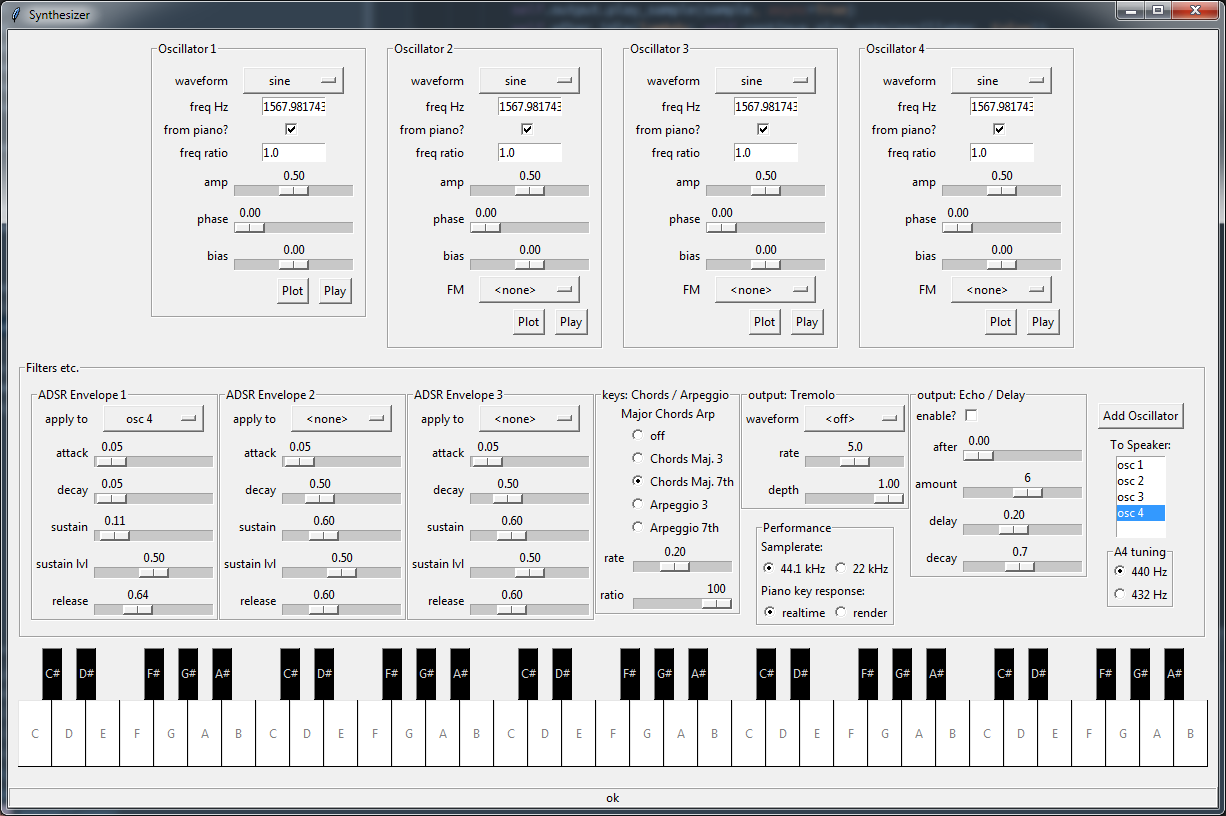 Synthesizer
Oscillator 1
waveform sine
freq Hz 1567.981743
from piano?
freq ratio 1.0
amp 0.50
phase 0.00
bias 0.00
Plot Play
Oscillator 2
waveform sine
freq Hz 1567.981743
from piano?
freq ratio 1.0
amp 0.50
phase 0.00
bias 0.00
FM <none>
Plot Play
Oscillator 3
waveform sine
freq Hz 1567.981743
from piano?
freq ratio 1.0
amp 0.50
phase 0.00
bias 0.00
FM <none>
Plot Play
Oscillator 4
waveform sine
freq Hz 1567.981743
from piano?
freq ratio 1.0
amp 0.50
phase 0.00
bias 0.00
FM <none>
Plot Play
Filters etc.
ADSR Envelope 1
apply to osc 4
attack 0.05
decay 0.05
sustain 0.11
sustain lvl 0.50
release 0.64
ADSR Envelope 2
apply to <none>
attack 0.05
decay 0.50
sustain 0.60
sustain lvl 0.50
release 0.60
ADSR Envelope 3
apply to <none>
attack 0.05
decay 0.50
sustain 0.60
sustain lvl 0.50
release 0.60
keys: Chords / Arpeggio
Major Chords Arp
off
Chords Maj. 3
Chords Maj. 7th
Arpeggio 3
Arpeggio 7th
rate 0.20
ratio 100
output: Tremolo
waveform <off>
rate 5.0
depth 1.00
Performance
Samplerate:
44.1 kHz 22 kHz
Piano key response:
realtime render
output: Echo / Delay
enable?
after 0.00
amount 6
delay 0.20
decay 0.7
Add Oscillator
To Speaker:
osc 1
osc 2
osc 3
osc 4
A4 tuning
440 Hz
432 Hz
C# D# F# G# A# C# D# F# G# A# C# D# F# G# A# C# D# F# G# A# C# D# F# G# A#
C D E F G A B C D E F G A B C D E F G A B C D E F G A B C D E F G A B
ok